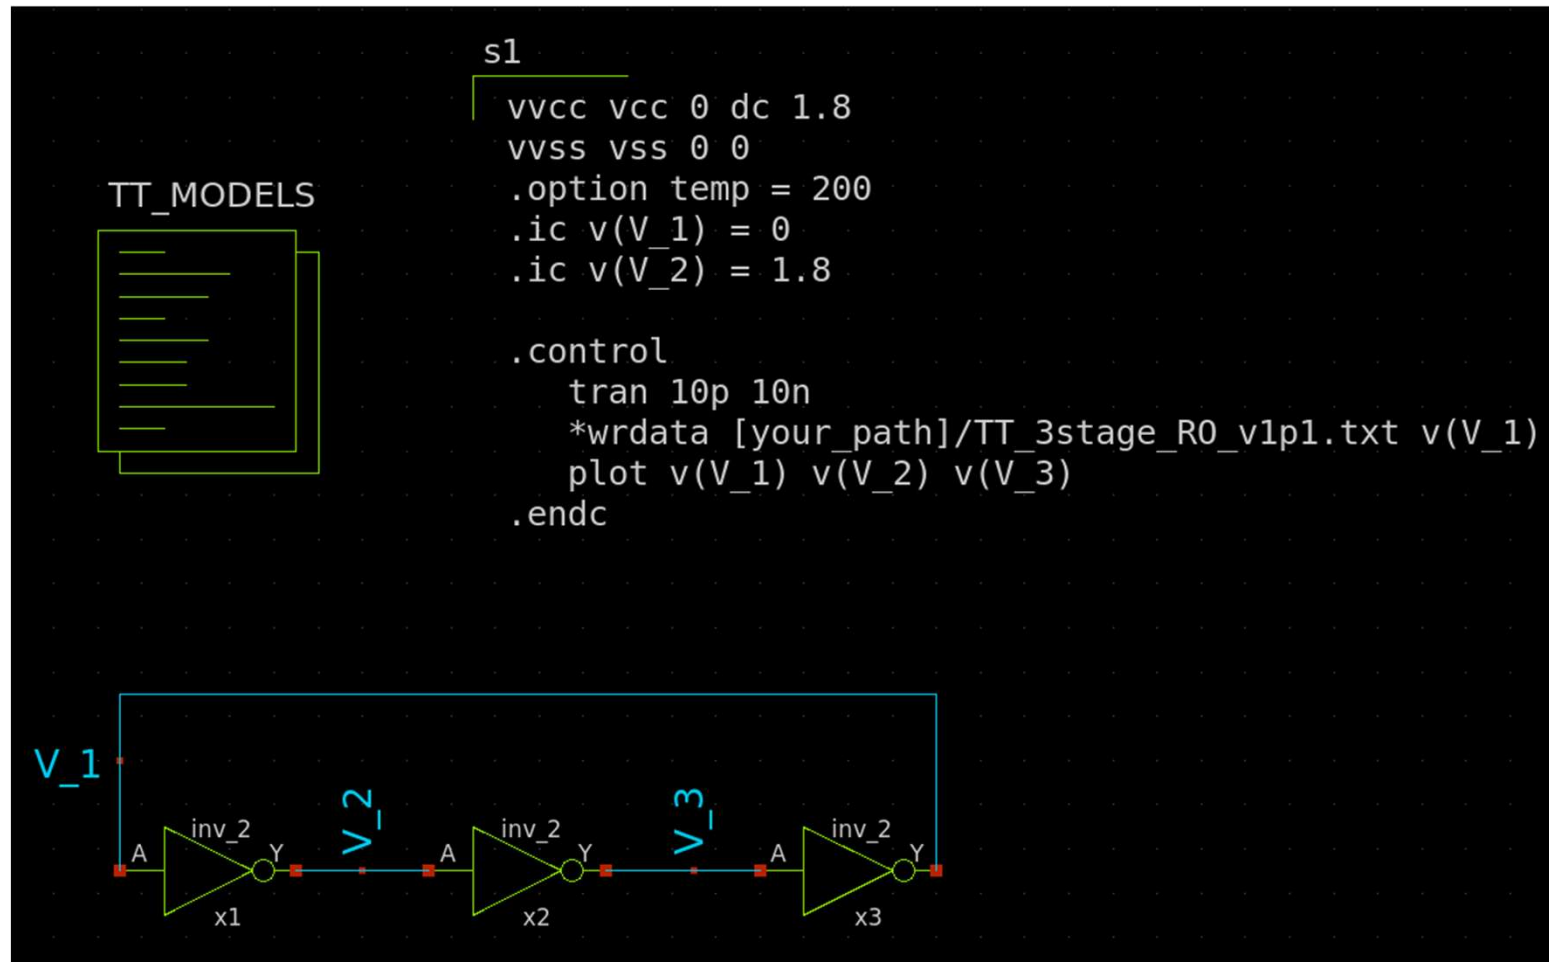 s1
vvcc vcc 0 dc 1.8
vvss vss 0 0
.option temp = 200
.ic v(V_1) = 0
.ic v(V_2) = 1.8
.control
tran 10p 10n
*wrdata [your_path]/TT_3stage_RO_v1p1.txt v(V_1)
plot v(V_1) v(V_2) v(V_3)
.endc
TT_MODELS
V_1
V_2
V_3
inv_2
inv_2
inv_2
A
Y
A
Y
A
Y
x1
x2
x3